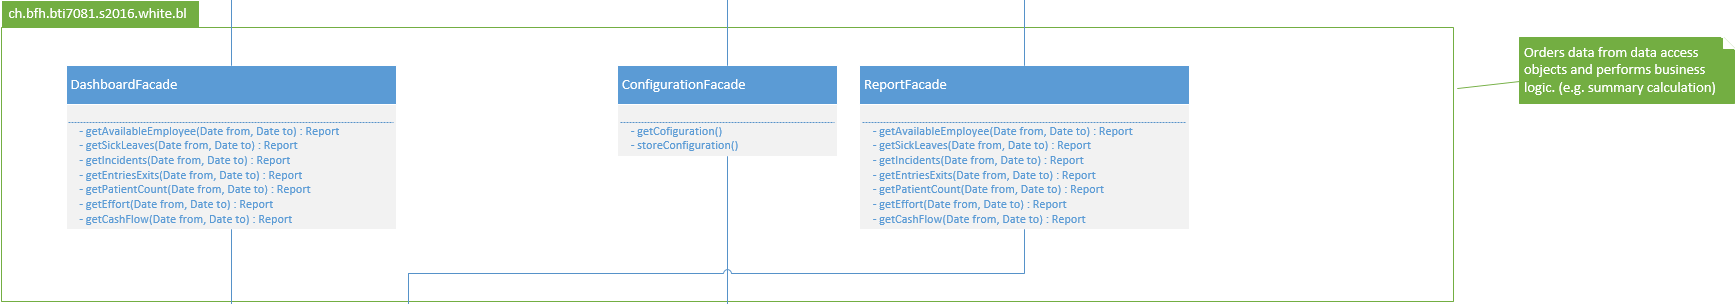 ch.bfh.bti7081.s2016.white.bl
Orders data from data access
objects and performs business
logic. (e.g. summary calculation)
DashboardFacade
- getAvailableEmployee(Date from, Date to) : Report
- getSickLeaves(Date from, Date to) : Report
- getIncidents(Date from, Date to) : Report
- getEntriesExits(Date from, Date to) : Report
- getPatientCount(Date from, Date to) : Report
- getEffort(Date from, Date to) : Report
- getCashFlow(Date from, Date to) : Report
ConfigurationFacade
- getCofiguration()
- storeConfiguration()
ReportFacade
- getAvailableEmployee(Date from, Date to) : Report
- getSickLeaves(Date from, Date to) : Report
- getIncidents(Date from, Date to) : Report
- getEntriesExits(Date from, Date to) : Report
- getPatientCount(Date from, Date to) : Report
- getEffort(Date from, Date to) : Report
- getCashFlow(Date from, Date to) : Report